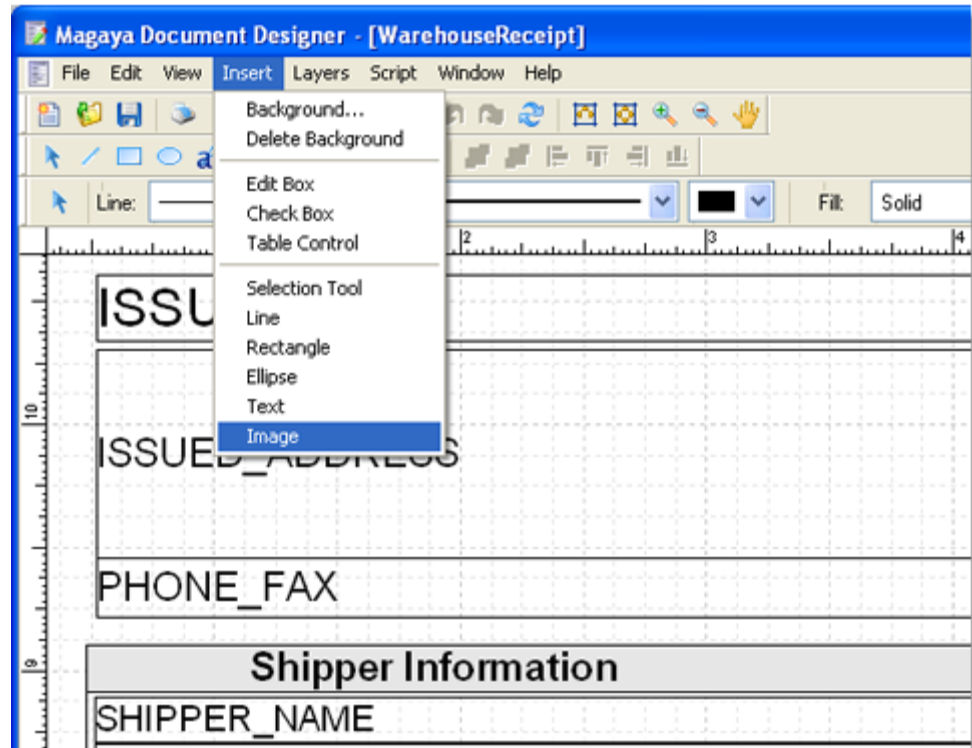 Magaya Document Designer - [WarehouseReceipt]
File Edit View Insert Layers Script Window Help
Background...
Delete Background
Edit Box
Check Box
Table Control
Selection Tool
Line
Rectangle
Ellipse
Text
Image
Line:
Fill: Solid
2 3 4
10
ISSUED_ADDRESS
PHONE_FAX
9
Shipper Information
SHIPPER_NAME